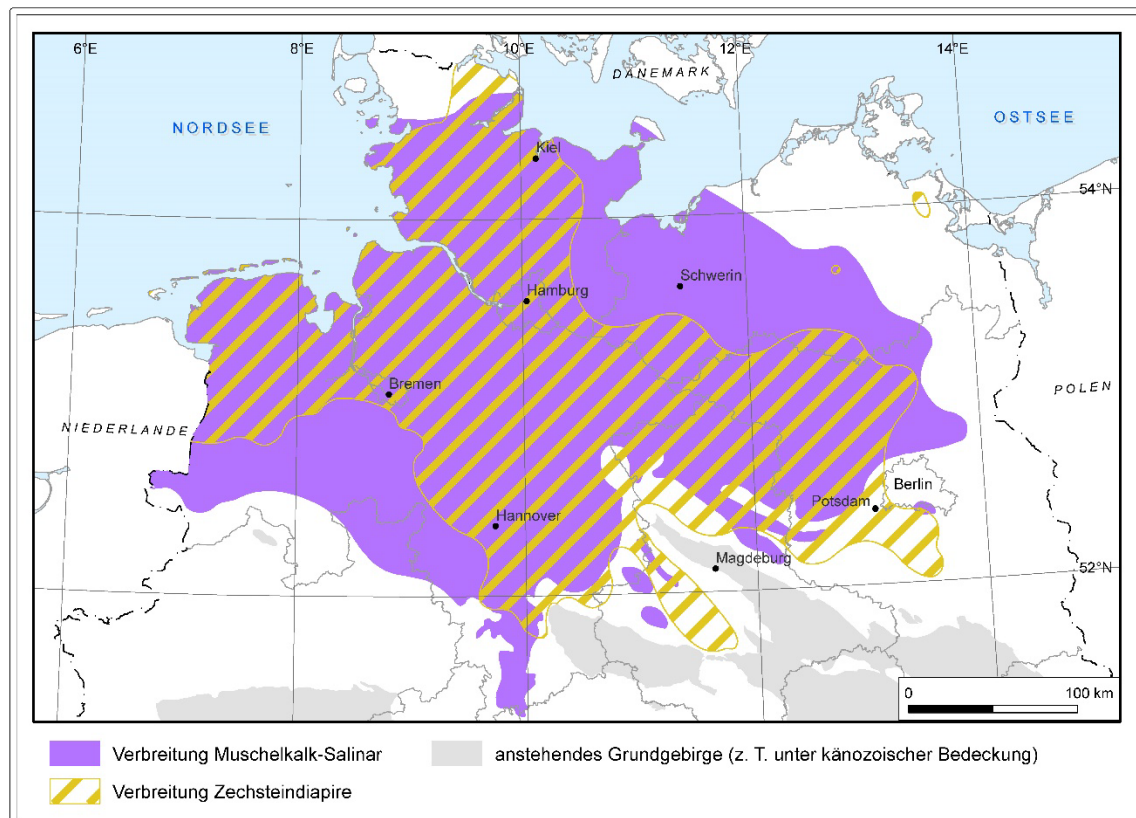 6°E 8°E 10°E 12°E 14°E
DÄNEMARK
NORDSEE
OSTSEE
Kiel
54°N
Schwerin
Hamburg
Bremen
POLEN
NIEDERLANDE
Berlin
Potsdam
Hannover
Magdeburg
52°N
0 100 km
Verbreitung Muschelkalk-Salinar
anstehendes Grundgebirge (z. T. unter känozoischer Bedeckung)
Verbreitung Zechsteindiapire